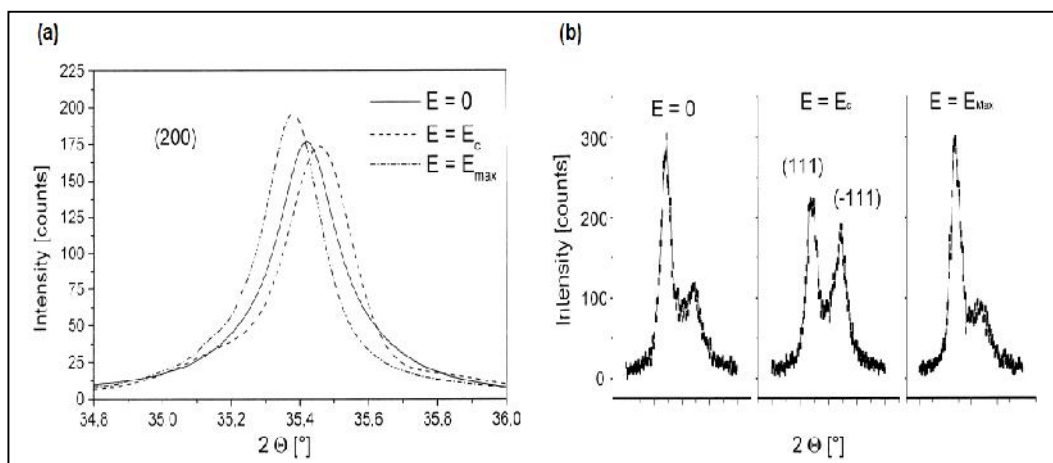 (a)
225
200
175
150
125
100
75
50
25
0
Intensity [counts]
(200)
E = 0
E = Ec
E = Emax
34,8
35,0
35,2
35,4
35,6
35,8
36,0
2 Θ [°]
(b)
E = 0
E = Ec
E = EMax
300
200
100
0
Intensity [counts]
(111)
(-111)
2 Θ [°]